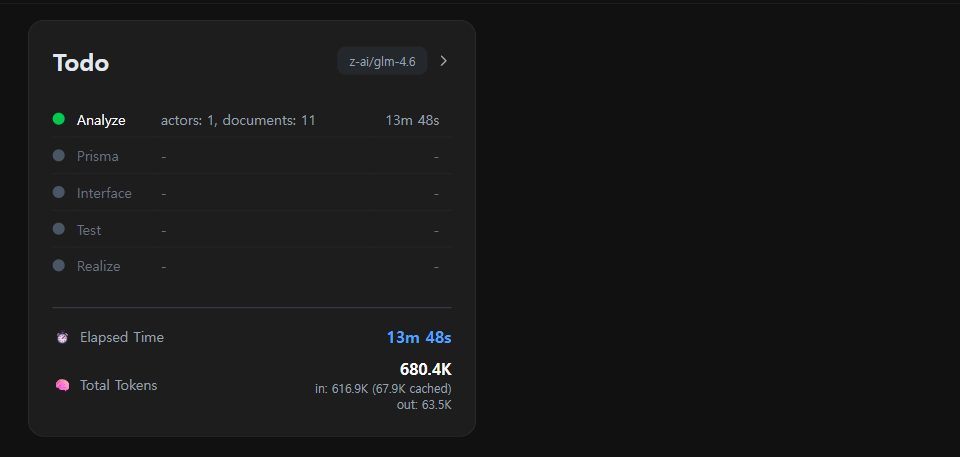 Todo z-ai/glm-4.6
Analyze actors: 1, documents: 11 13m 48s
Prisma - -
Interface - -
Test - -
Realize - -
Elapsed Time 13m 48s
680.4K
Total Tokens in: 616.9K (67.9K cached)
out: 63.5K